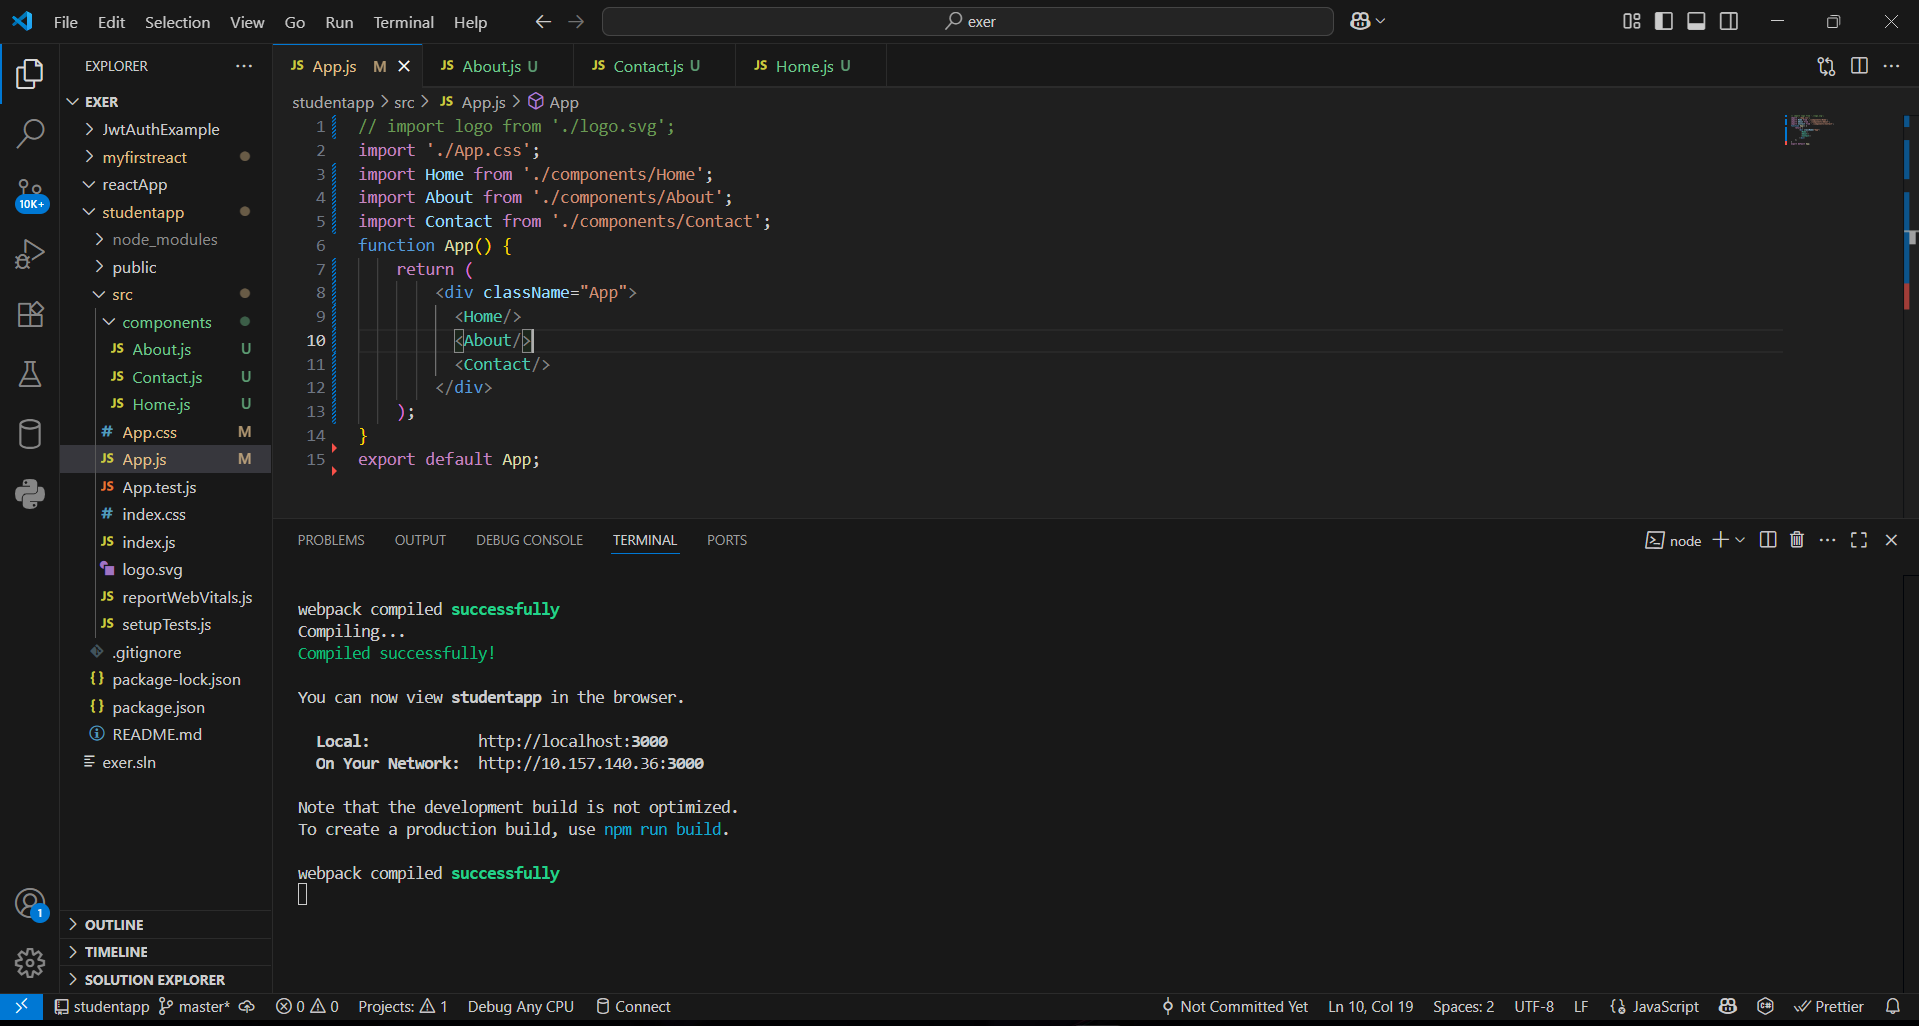 File Edit Selection View Go Run Terminal Help exer
EXPLORER
EXER
JwtAuthExample
myfirstreact
reactApp
studentapp
node_modules
public
src
components
JS About.js U
JS Contact.js U
JS Home.js U
# App.css M
JS App.js M
JS App.test.js
# index.css
JS index.js
logo.svg
JS reportWebVitals.js
JS setupTests.js
.gitignore
{} package-lock.json
{} package.json
README.md
exer.sln
OUTLINE
TIMELINE
SOLUTION EXPLORER
10K+
1
JS App.js M JS About.js U JS Contact.js U JS Home.js U
studentapp > src > JS App.js > App
1 // import logo from './logo.svg';
2 import './App.css';
3 import Home from './components/Home';
4 import About from './components/About';
5 import Contact from './components/Contact';
6 function App() {
7 return (
8 <div className="App">
9 <Home/>
10 <About/>
11 <Contact/>
12 </div>
13 );
14 }
15 export default App;
PROBLEMS OUTPUT DEBUG CONSOLE TERMINAL PORTS node
webpack compiled successfully
Compiling...
Compiled successfully!
You can now view studentapp in the browser.
Local: http://localhost:3000
On Your Network: http://10.157.140.36:3000
Note that the development build is not optimized.
To create a production build, use npm run build.
webpack compiled successfully
studentapp master* 0 0 Projects: 1 Debug Any CPU Connect Not Committed Yet Ln 10, Col 19 Spaces: 2 UTF-8 LF {} JavaScript Prettier